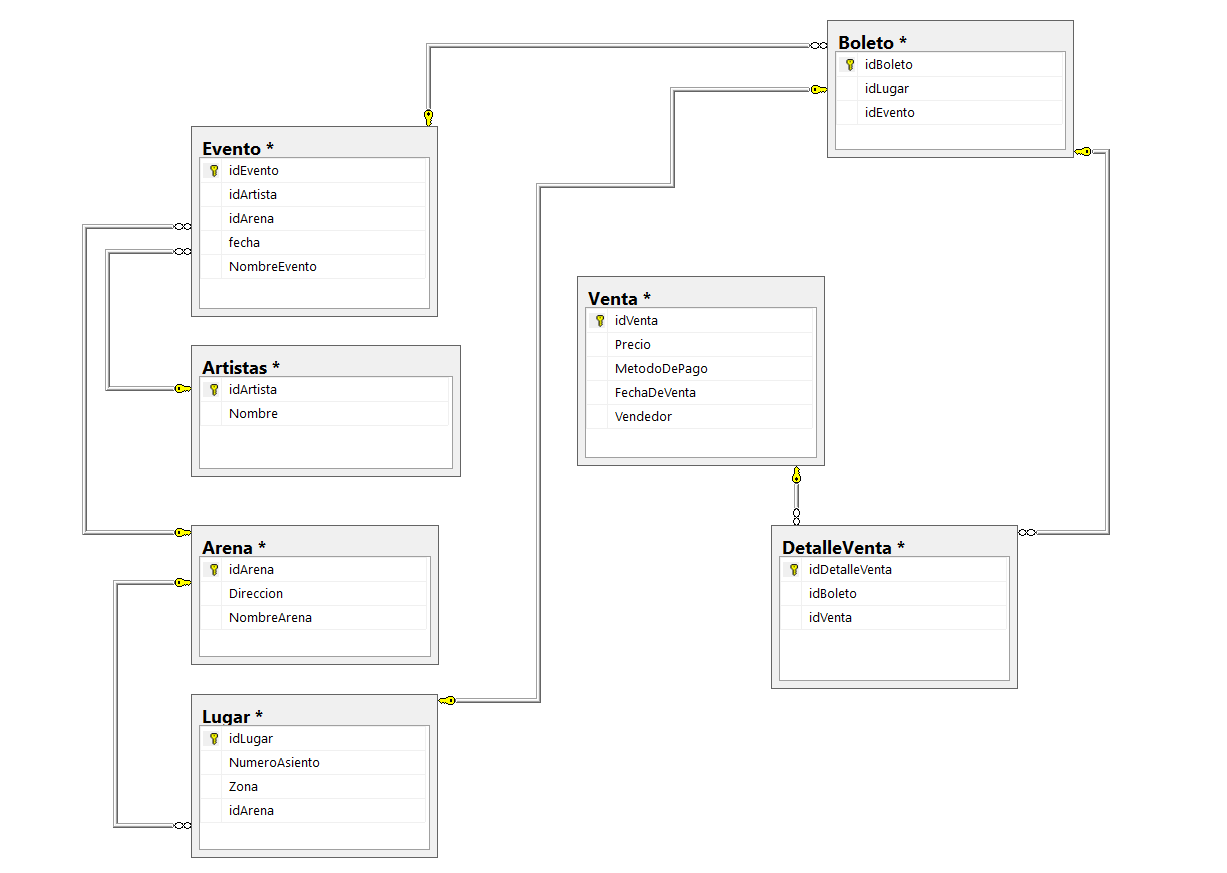 Boleto *
idBoleto
idLugar
idEvento
Evento *
idEvento
idArtista
idArena
fecha
NombreEvento
Venta *
idVenta
Precio
MetodoDePago
FechaDeVenta
Vendedor
Artistas *
idArtista
Nombre
Arena *
idArena
Direccion
NombreArena
DetalleVenta *
idDetalleVenta
idBoleto
idVenta
Lugar *
idLugar
NumeroAsiento
Zona
idArena